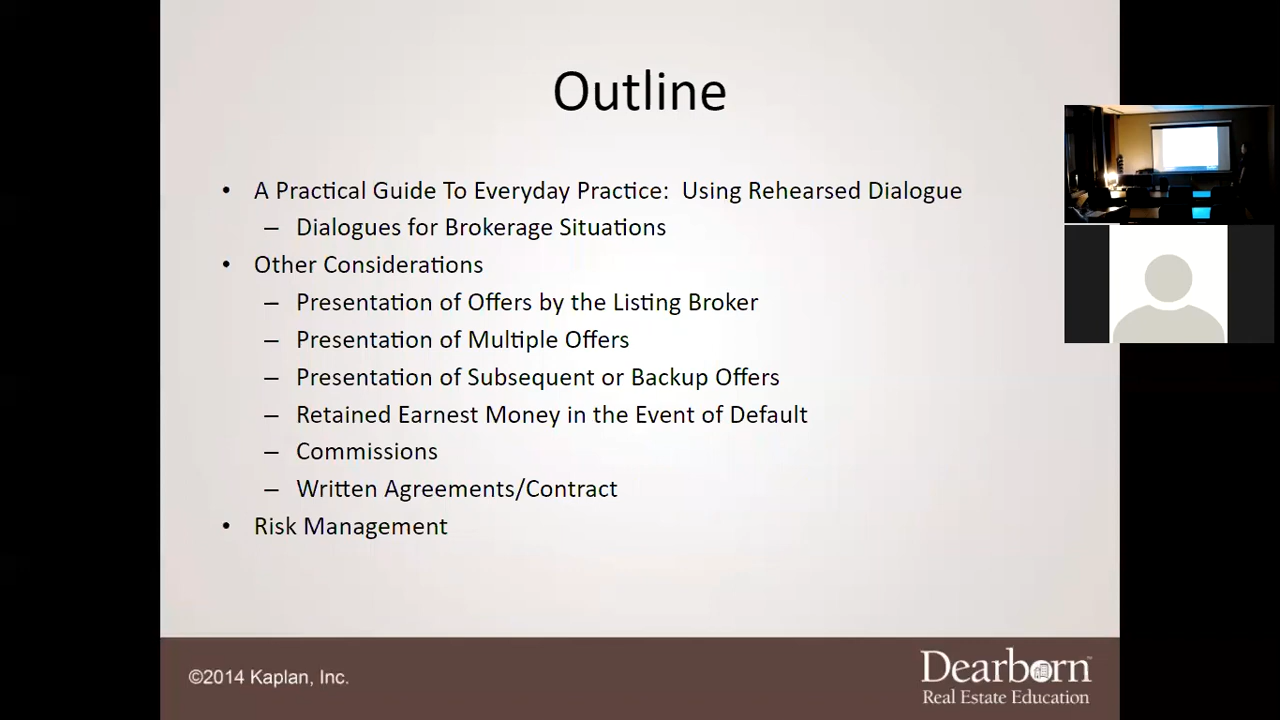 Outline
• A Practical Guide To Everyday Practice: Using Rehearsed Dialogue
– Dialogues for Brokerage Situations
• Other Considerations
– Presentation of Offers by the Listing Broker
– Presentation of Multiple Offers
– Presentation of Subsequent or Backup Offers
– Retained Earnest Money in the Event of Default
– Commissions
– Written Agreements/Contract
• Risk Management
©2014 Kaplan, Inc.
Dearborn™
Real Estate Education